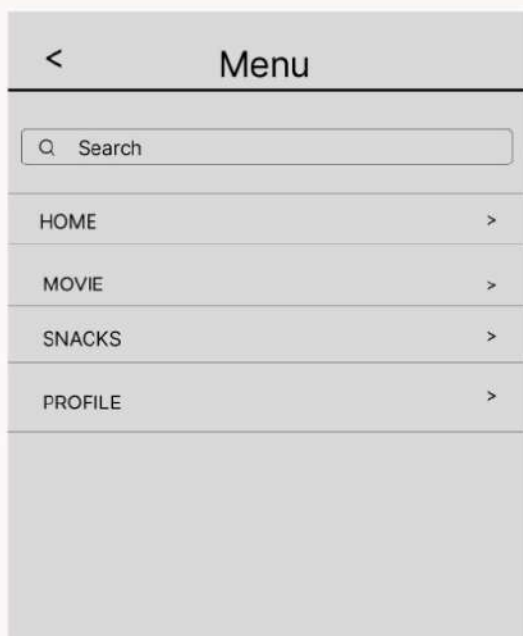 < Menu
Search
HOME >
MOVIE >
SNACKS >
PROFILE >